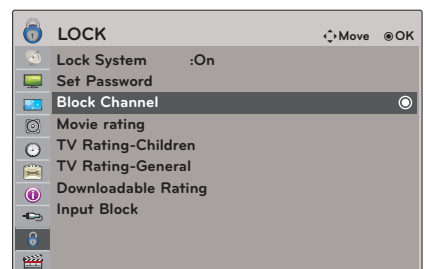 LOCK Move OK
Lock System :On
Set Password
Block Channel
Movie rating
TV Rating-Children
TV Rating-General
Downloadable Rating
Input Block